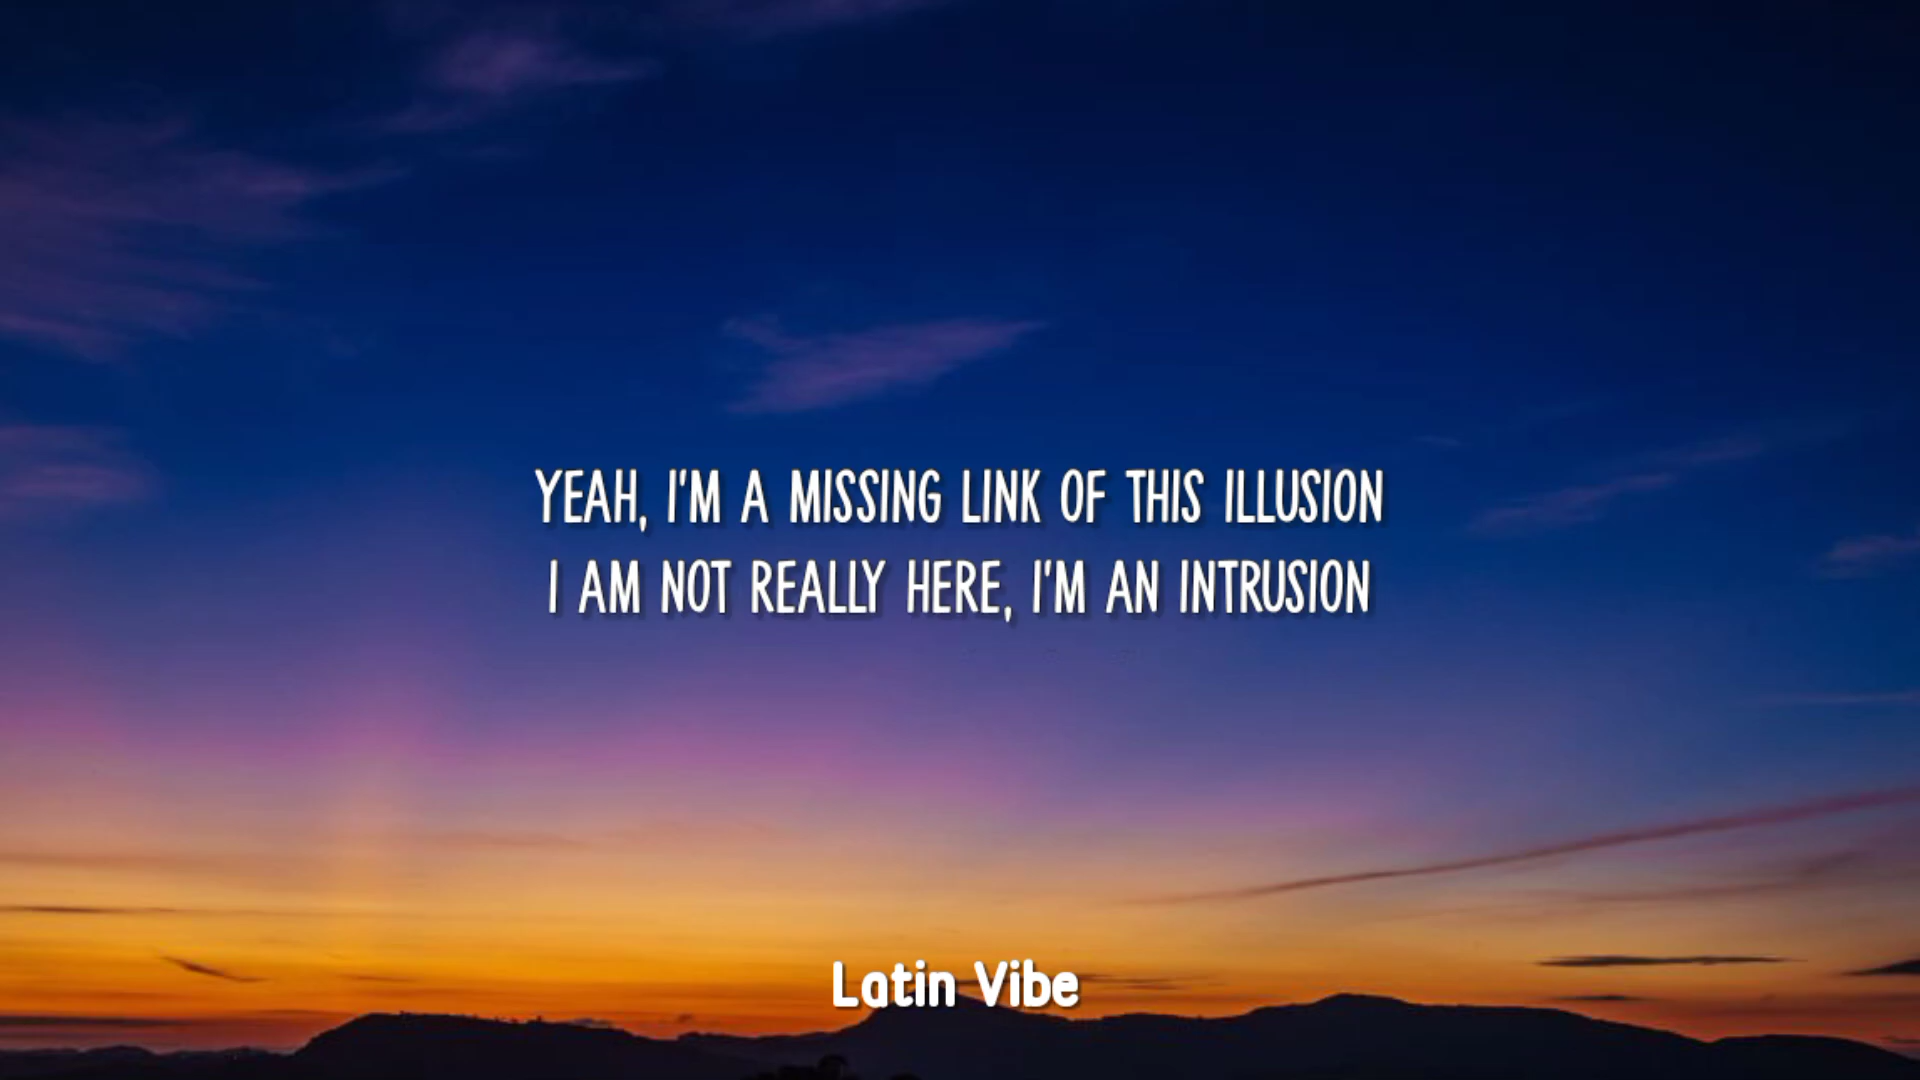 YEAH, I'M A MISSING LINK OF THIS ILLUSION
I AM NOT REALLY HERE, I'M AN INTRUSION
Latin Vibe